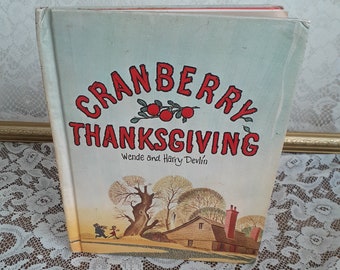 CRANBERRY
THANKSGIVING
Wende and Harry Devlin